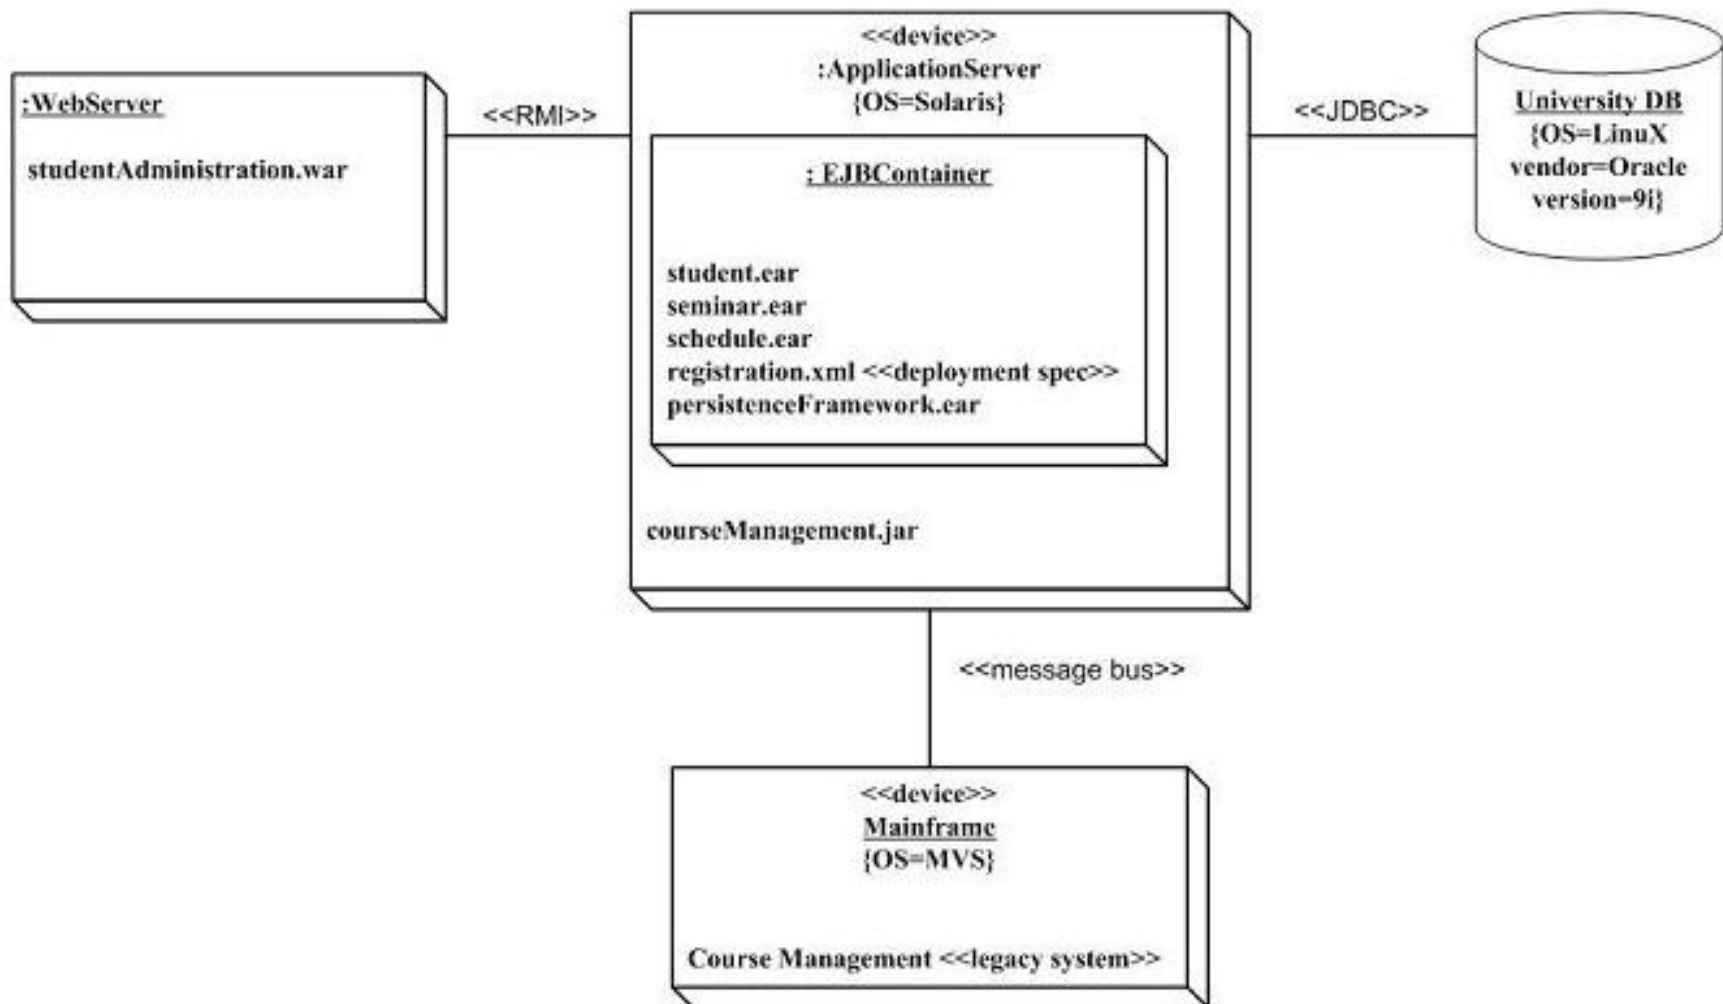 :WebServer
studentAdministration.war
<<RMI>>
<<device>>
:ApplicationServer
{OS=Solaris}
: EJBContainer
student.ear
seminar.ear
schedule.ear
registration.xml <<deployment spec>>
persistenceFramework.ear
courseManagement.jar
<<JDBC>>
University DB
{OS=LinuX
vendor=Oracle
version=9i}
<<message bus>>
<<device>>
Mainframe
{OS=MVS}
Course Management <<legacy system>>